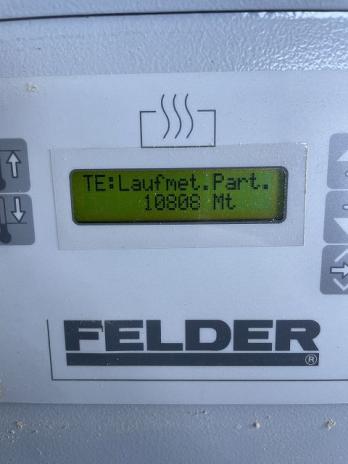 TE:Laufmet.Part.
10808 Mt
FELDER
®